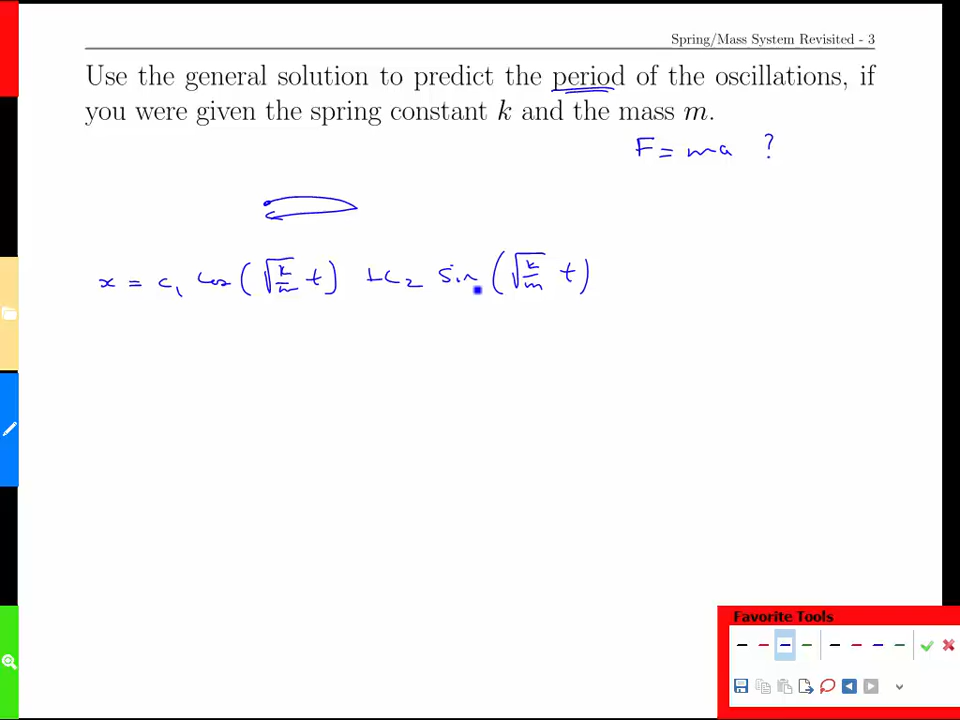 Spring/Mass System Revisited - 3
Use the general solution to predict the period of the oscillations, if
you were given the spring constant k and the mass m.
F = ma ?
x = c₁ cos(√(k/m) t) + c₂ sin(√(k/m) t)
Favorite Tools